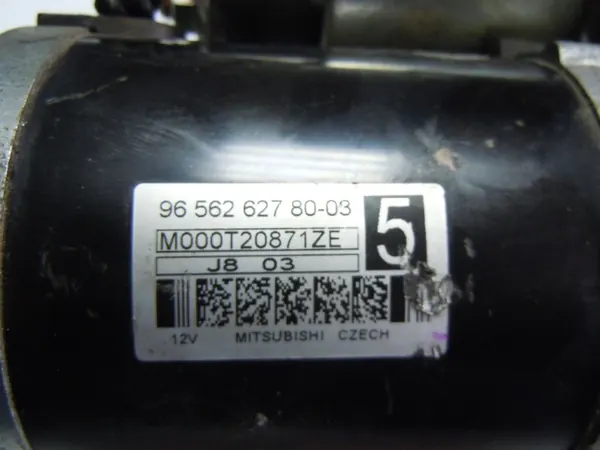 96 562 627 80-03
5
M000T20871ZE
J8 03
12V MITSUBISHI CZECH